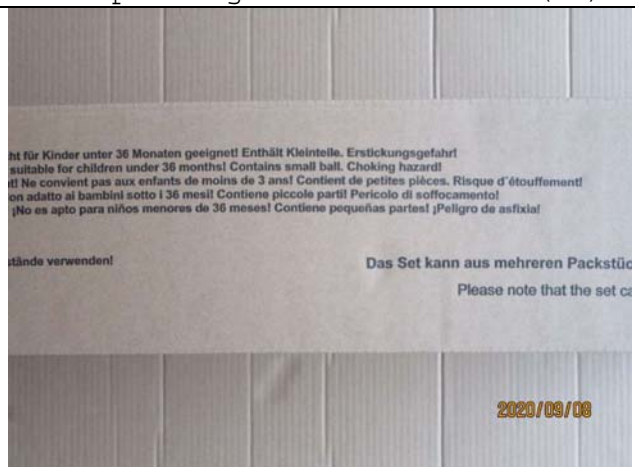 ht für Kinder unter 36 Monaten geeignet! Enthält Kleinteile. Erstickungsgefahr!
suitable for children under 36 months! Contains small ball. Choking hazard!
t! Ne convient pas aux enfants de moins de 3 ans! Contient de petites pièces. Risque d´étouffement!
on adatto ai bambini sotto i 36 mesi! Contiene piccole parti! Pericolo di soffocamento!
¡No es apto para niños menores de 36 meses! Contiene pequeñas partes! ¡Peligro de asfixia!
stände verwenden!
Das Set kann aus mehreren Packstüc
Please note that the set ca
2020/09/08